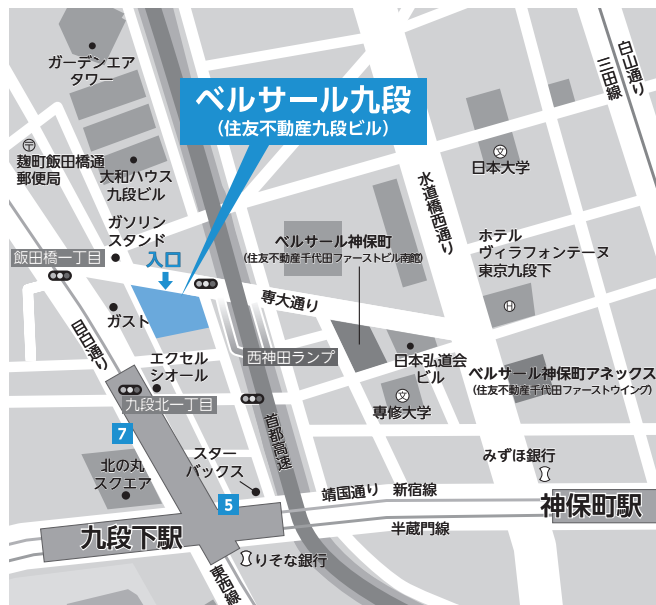 ガーデンエア
タワー
ベルサール九段
(住友不動産九段ビル)
白山通り
三田線
〒
麹町飯田橋通
郵便局
大和ハウス
九段ビル
文
日本大学
水道橋西通り
ガソリン
スタンド
飯田橋一丁目
入口
ベルサール神保町
(住友不動産千代田ファーストビル南館)
ホテル
ヴィラフォンテーヌ
東京九段下
H
専大通り
ガスト
目白通り
エクセル
シオール
西神田ランプ
日本弘道会
ビル
ベルサール神保町アネックス
(住友不動産千代田ファーストウイング)
九段北一丁目
文
専修大学
7
首都高速
北の丸
スクエア
スター
バックス
みずほ銀行
5
靖国通り 新宿線
神保町駅
九段下駅
半蔵門線
りそな銀行
東西線